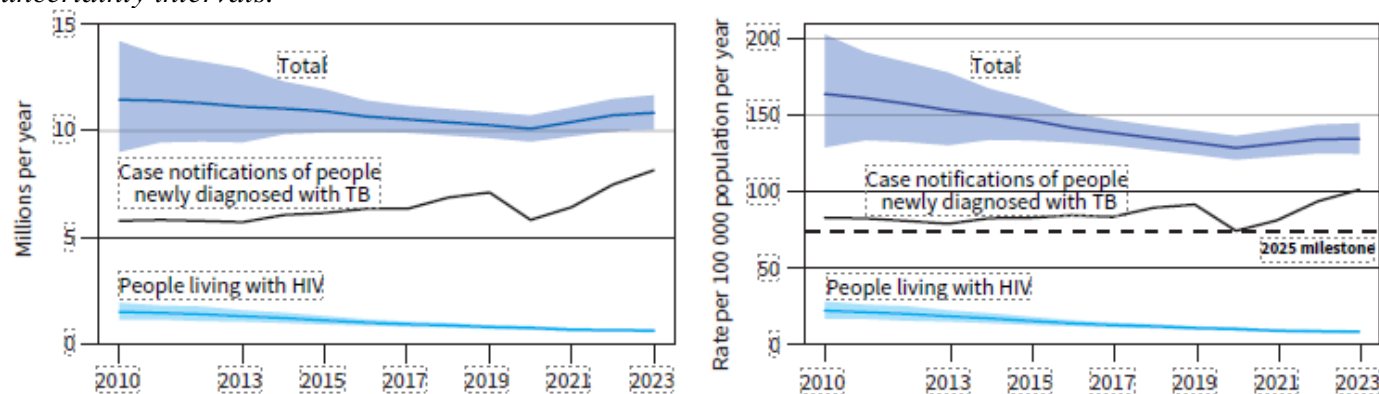 uncertainty intervals.
Millions per year
15
10
5
0
Total
Case notifications of people
newly diagnosed with TB
People living with HIV
2010
2013
2015
2017
2019
2021
2023
Rate per 100 000 population per year
200
150
100
50
0
Total
Case notifications of people
newly diagnosed with TB
2025 milestone
People living with HIV
2010
2013
2015
2017
2019
2021
2023